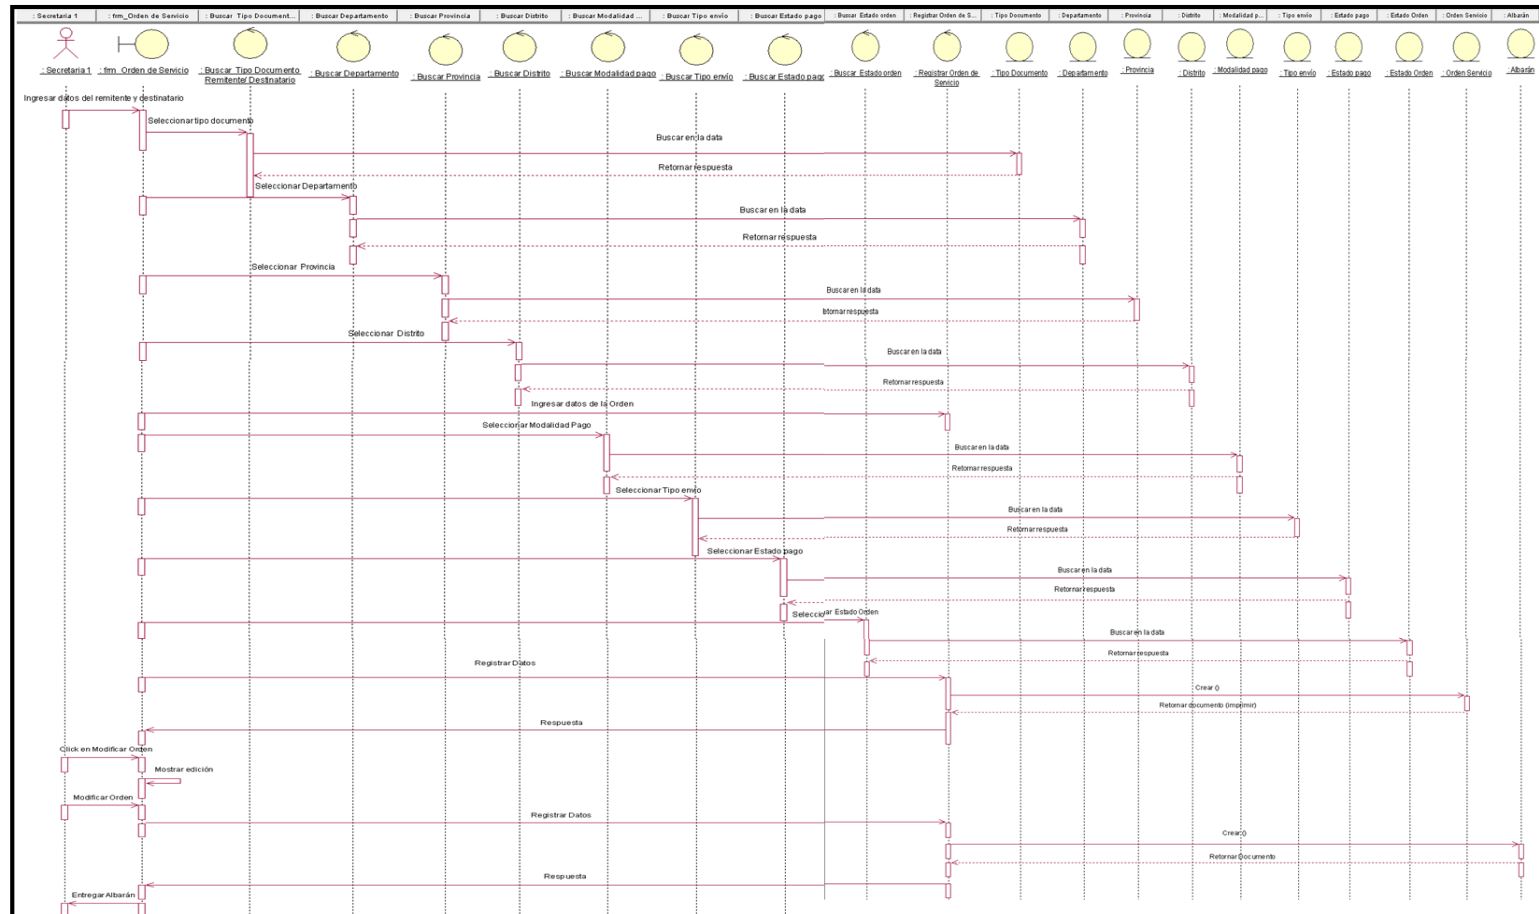 : Secretaria 1
: frm_Orden de Servicio
: Buscar Tipo Document...
: Buscar Departamento
: Buscar Provincia
: Buscar Distrito
: Buscar Modalidad ...
: Buscar Tipo envío
: Buscar Estado pago
: Buscar Estado orden
: Registrar Orden de S...
: Tipo Documento
: Departamento
: Provincia
: Distrito
: Modalidad p...
: Tipo envío
: Estado pago
: Estado Orden
: Orden Servicio
: Albarán
: Secretaria 1
: frm_Orden de Servicio
: Buscar Tipo Documento
Remitente/ Destinatario
: Buscar Departamento
: Buscar Provincia
: Buscar Distrito
: Buscar Modalidad pago
: Buscar Tipo envío
: Buscar Estado pago
: Buscar Estado orden
: Registrar Orden de
Servicio
: Tipo Documento
: Departamento
: Provincia
: Distrito
: Modalidad pago
: Tipo envío
: Estado pago
: Estado Orden
: Orden Servicio
: Albarán
Ingresar datos del remitente y destinatario
Seleccionar tipo documento
Buscar en la data
Retornar respuesta
Seleccionar Departamento
Buscar en la data
Retornar respuesta
Seleccionar Provincia
Buscar en la data
respuesta
Seleccionar Distrito
Buscar en la data
Retornar respuesta
Ingresar datos de la Orden
Seleccionar Modalidad Pago
Buscar en la data
Retornar respuesta
Seleccionar Tipo envío
Buscar en la data
Retornar respuesta
Seleccionar Estado pago
Buscar en la data
Retornar respuesta
Estado Orden
Buscar en la data
Retornar respuesta
Registrar Datos
Crear ()
Retornar documento (imprimir)
Respuesta
Click en Modificar Orden
Mostrar edición
Modificar Orden
Registrar Datos
Crear ()
Retornar Documento
Respuesta
Entregar Albarán